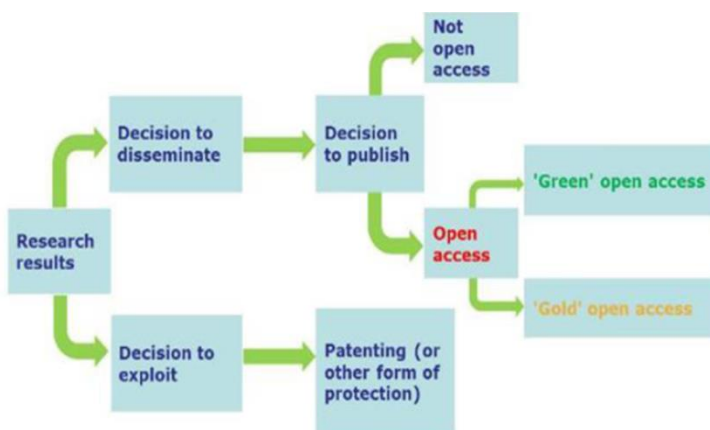 Not
open
access
Decision to
disseminate
Decision
to publish
'Green' open access
Research
results
Open
access
'Gold' open access
Decision to
exploit
Patenting (or
other form of
protection)